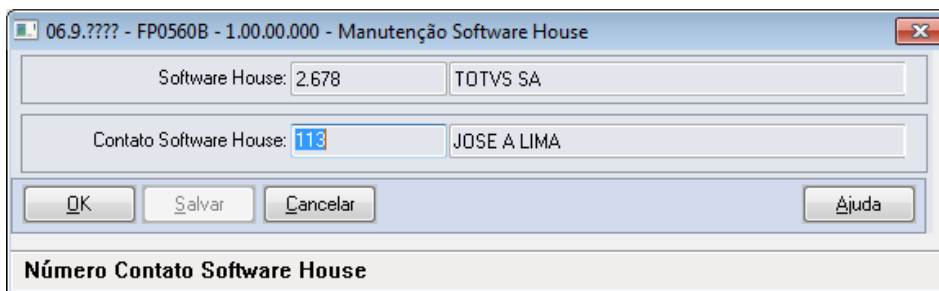 06.9.???? - FP0560B - 1.00.00.000 - Manutenção Software House
Software House: 2.678 TOTVS SA
Contato Software House: 113 JOSE A LIMA
OK Salvar Cancelar Ajuda
Número Contato Software House